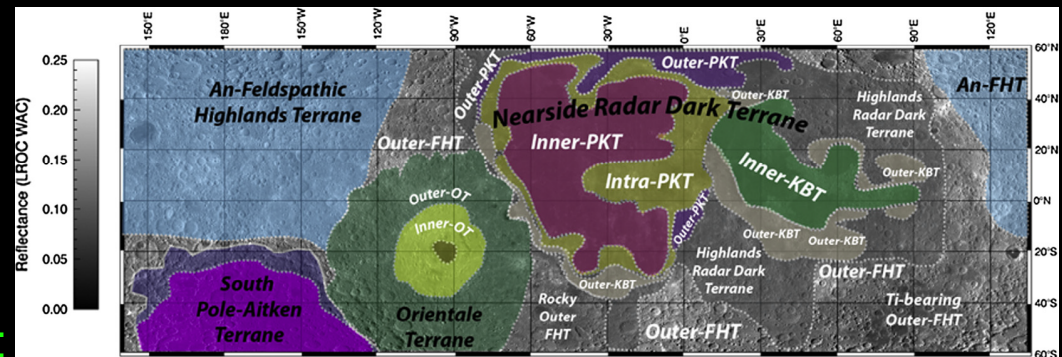 150°E
180°E
150°W
120°W
90°W
60°W
30°W
0°E
30°E
60°E
90°E
120°E
60°N
40°N
20°N
0°N
20°S
40°S
60°S
Reflectance (LROC WAC)
0.25
0.20
0.15
0.10
0.05
0.00
An-Feldspathic
Highlands Terrane
Outer-FHT
Outer-PKT
Outer-PKT
Nearside Radar Dark Terrane
Inner-PKT
Intra-PKT
Outer-PKT
Outer-KBT
Inner-KBT
Highlands
Radar Dark
Terrane
Outer-KBT
An-FHT
Outer-OT
Inner-OT
Orientale
Terrane
South
Pole-Aitken
Terrane
Outer-KBT
Rocky
Outer
FHT
Outer-FHT
Highlands
Radar Dark
Terrane
Outer-KBT
Outer-KBT
Outer-FHT
Ti-bearing
Outer-FHT